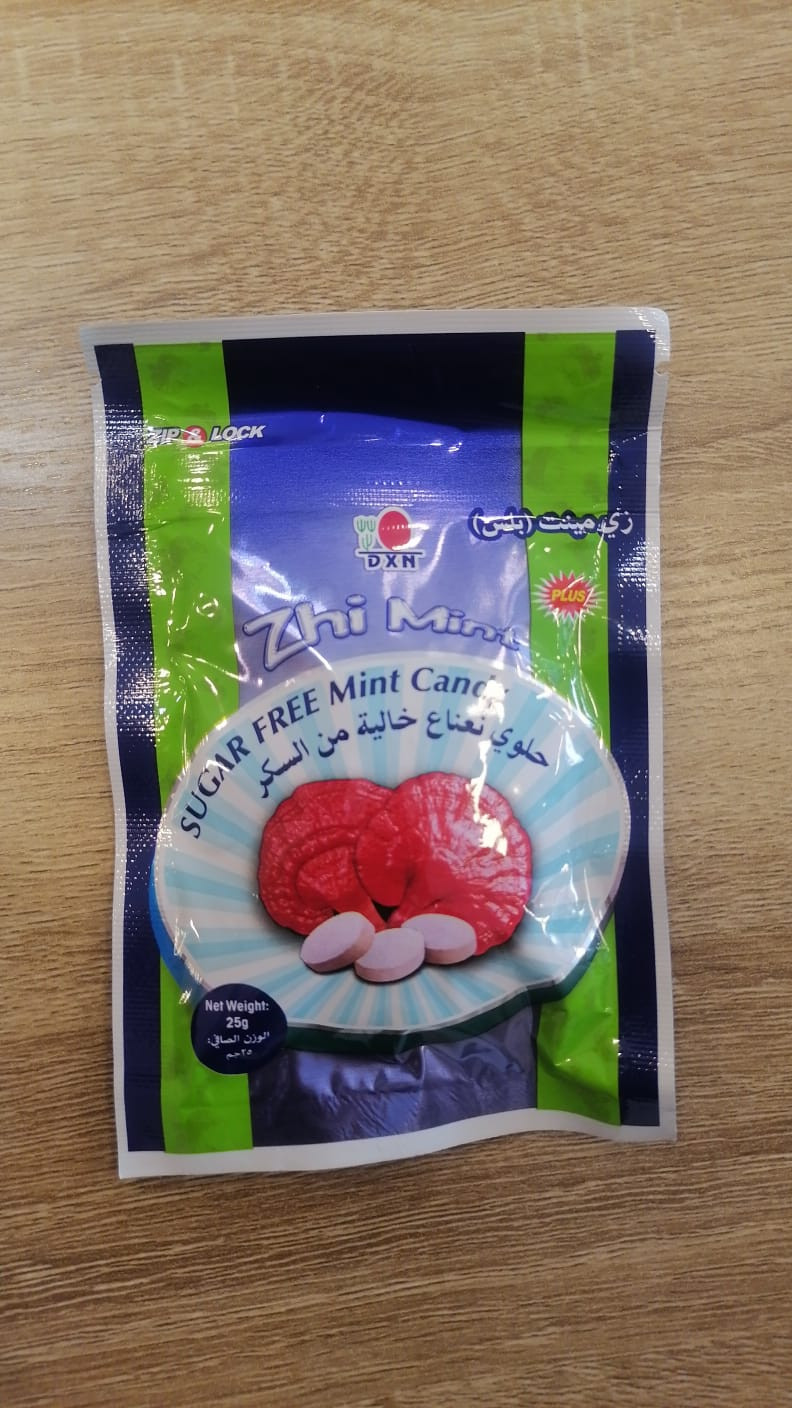 ZIP & LOCK
DXN
زي مينت (بلس)
PLUS
Zhi Mint
SUGAR FREE Mint Candy
حلوي نعناع خالية من السكر
Net Weight:
25g
الوزن الصافي:
٢٥جم